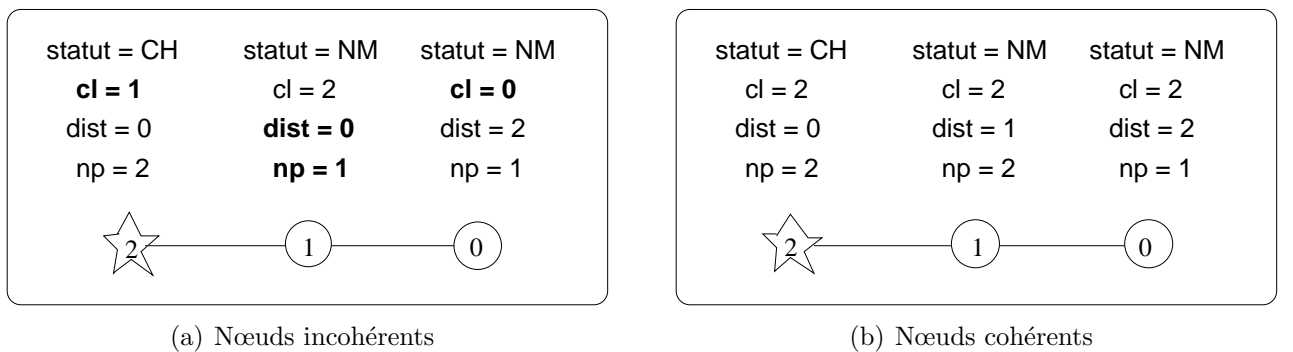 statut = CH statut = NM statut = NM
cl = 1 cl = 2 cl = 0
dist = 0 dist = 0 dist = 2
np = 2 np = 1 np = 1
2 1 0
(a) Nœuds incohérents
statut = CH statut = NM statut = NM
cl = 2 cl = 2 cl = 2
dist = 0 dist = 1 dist = 2
np = 2 np = 2 np = 1
2 1 0
(b) Nœuds cohérents